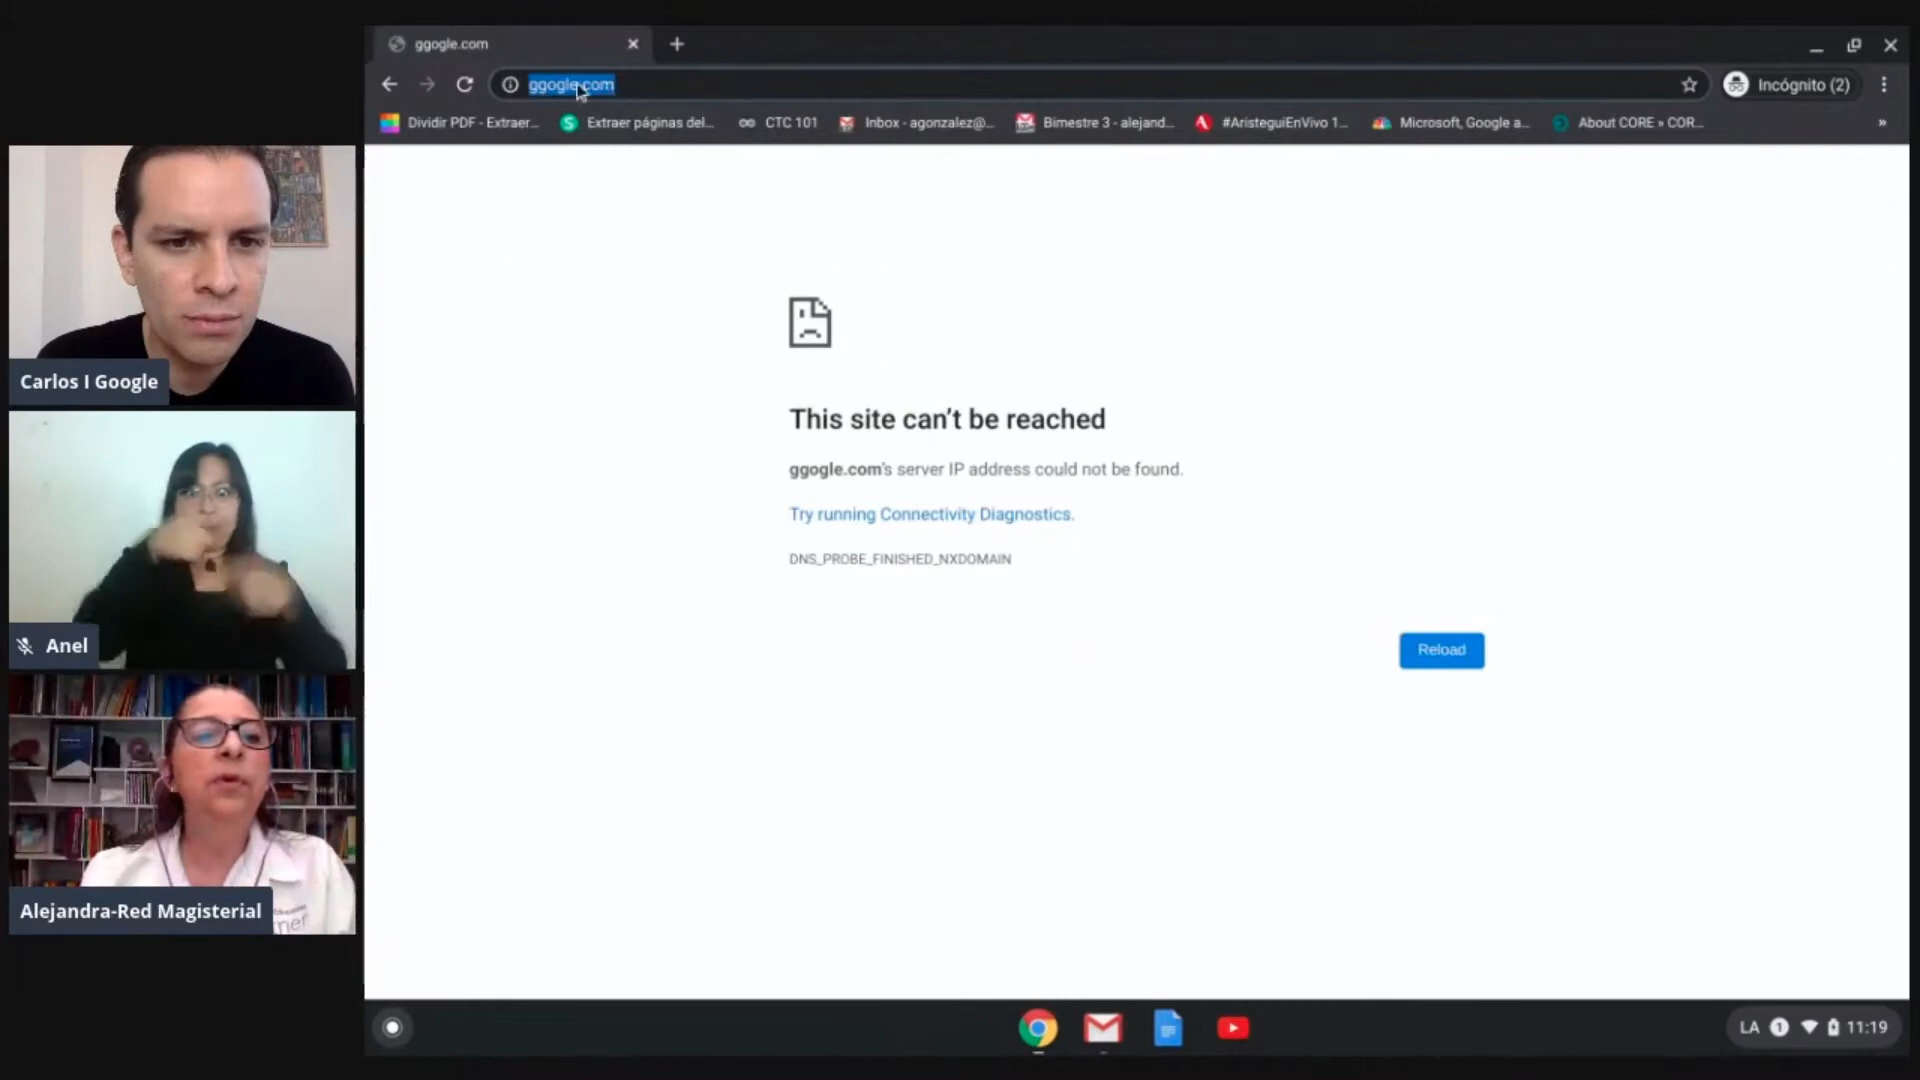 ggogle.com
ggogle.com
Incógnito (2)
Dividir PDF - Extraer...
Extraer páginas del...
CTC 101
Inbox - agonzalez@...
Bimestre 3 - alejand...
#AristeguiEnVivo 1...
Microsoft, Google a...
About CORE » COR...
»
Carlos I Google
This site can't be reached
ggogle.com's server IP address could not be found.
Try running Connectivity Diagnostics.
DNS_PROBE_FINISHED_NXDOMAIN
Anel
Reload
Alejandra-Red Magisterial
LA
1
11:19